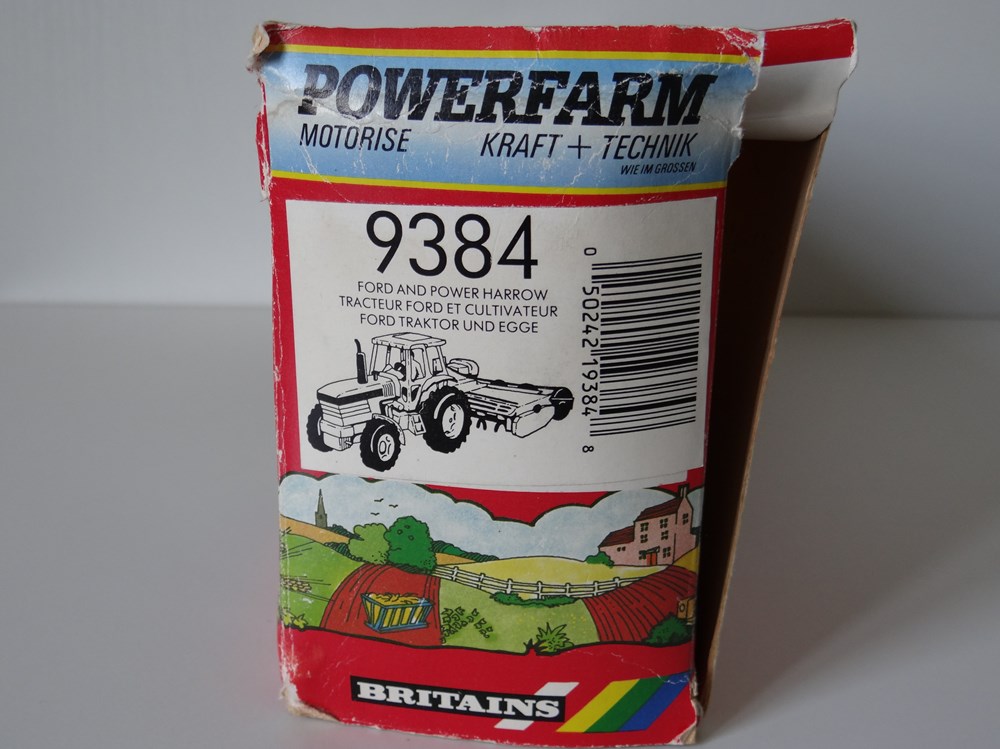 POWERFARM
MOTORISE KRAFT + TECHNIK
WIE IM GROSSEN
9384
FORD AND POWER HARROW
TRACTEUR FORD ET CULTIVATEUR
FORD TRAKTOR UND EGGE
0 50242 19384 8
BRITAINS